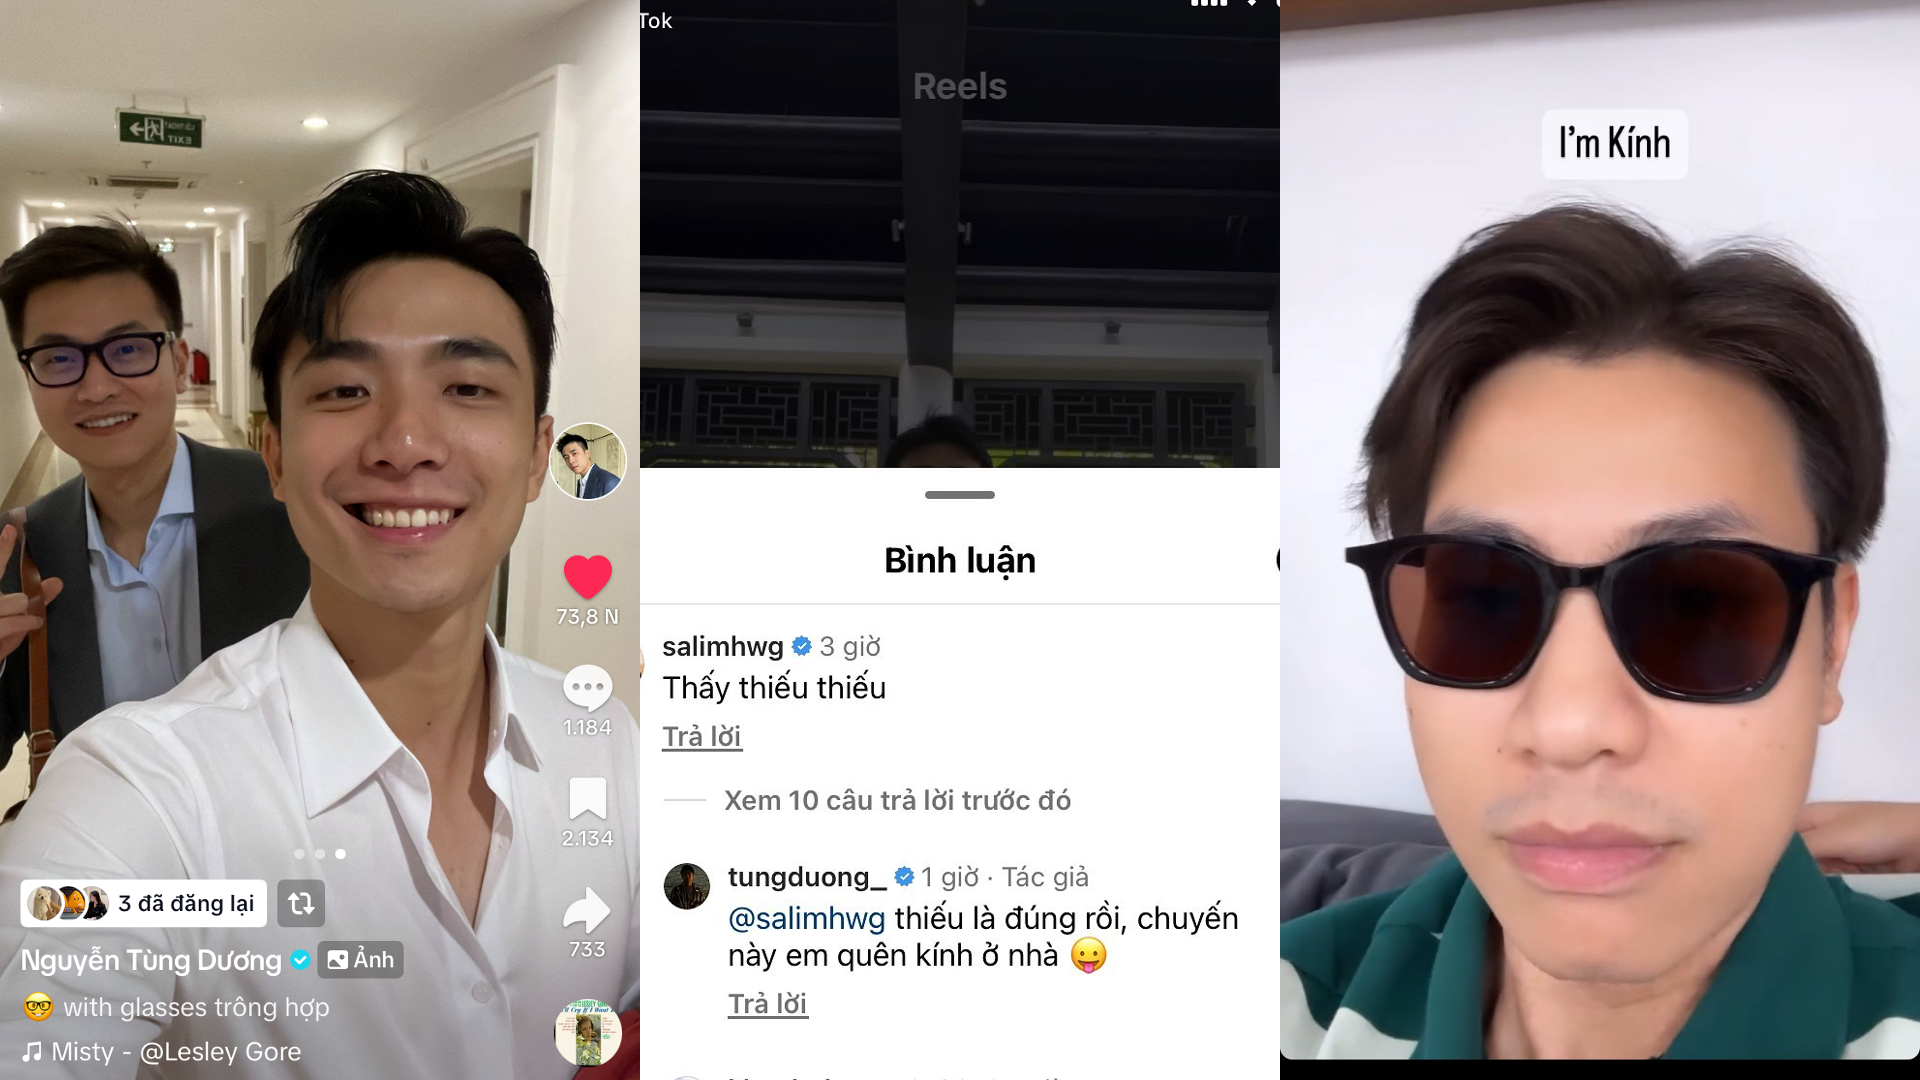 EXIT
73,8 N
1.184
2.134
733
3 đã đăng lại
Nguyễn Tùng Dương
Ảnh
with glasses trông hợp
Misty - @Lesley Gore
Tok
Reels
Bình luận
salimhwg 3 giờ
Thấy thiếu thiếu
Trả lời
Xem 10 câu trả lời trước đó
tungduong_ 1 giờ · Tác giả
@salimhwg thiếu là đúng rồi, chuyến
này em quên kính ở nhà
Trả lời
I'm Kính